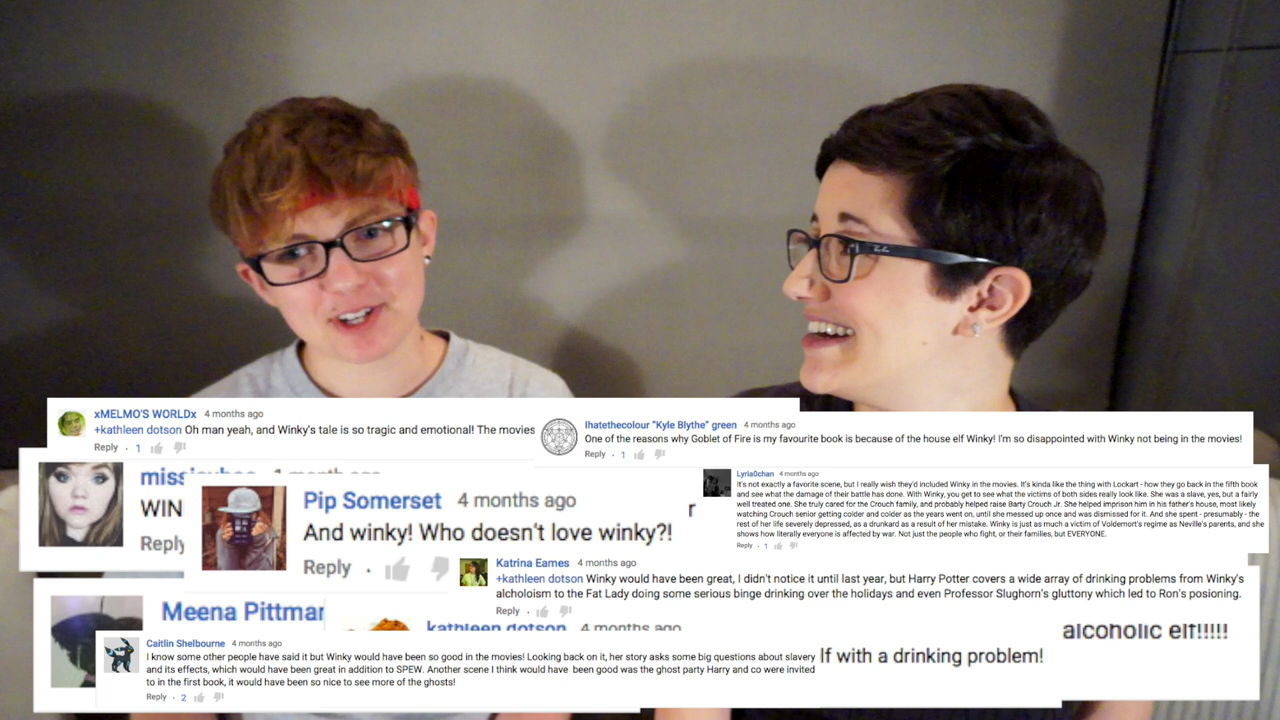 xMELMO'S WORLDx 4 months ago
+kathleen dotson Oh man yeah, and Winky's tale is so tragic and emotional! The movies
Reply · 1
Ihatethecolour "Kyle Blythe" green 4 months ago
One of the reasons why Goblet of Fire is my favourite book is because of the house elf Winky! I'm so disappointed with Winky not being in the movies!
Reply · 1
4 months ago
WIN
Reply
Pip Somerset 4 months ago
And winky! Who doesn't love winky?!
Reply ·
r
Lyria0chan 4 months ago
It's not exactly a favorite scene, but I really wish they'd included Winky in the movies. It's kinda like the thing with Lockart - how they go back in the fifth book
and see what the damage of their battle has done. With Winky, you get to see what the victims of both sides really look like. She was a slave, yes, but a fairly
well treated one. She truly cared for the Crouch family, and probably helped raise Barty Crouch Jr. She helped imprison him in his father's house, most likely
watching Crouch senior getting colder and colder as the years went on, until she messed up once and was dismissed for it. And she spent - presumably - the
rest of her life severely depressed, as a drunkard as a result of her mistake. Winky is just as much a victim of Voldemort's regime as Neville's parents, and she
shows how literally everyone is affected by war. Not just the people who fight, or their families, but EVERYONE.
Reply · 1
Katrina Eames 4 months ago
+kathleen dotson Winky would have been great, I didn't notice it until last year, but Harry Potter covers a wide array of drinking problems from Winky's
alcholoism to the Fat Lady doing some serious binge drinking over the holidays and even Professor Slughorn's gluttony which led to Ron's posioning.
Reply ·
Meena Pittmar
kathleen dotson 4 months ago
alcoholic elf!!!!!
lf with a drinking problem!
Caitlin Shelbourne 4 months ago
I know some other people have said it but Winky would have been so good in the movies! Looking back on it, her story asks some big questions about slavery
and its effects, which would have been great in addition to SPEW. Another scene I think would have been good was the ghost party Harry and co were invited
to in the first book, it would have been so nice to see more of the ghosts!
Reply · 2
Ray-Ban